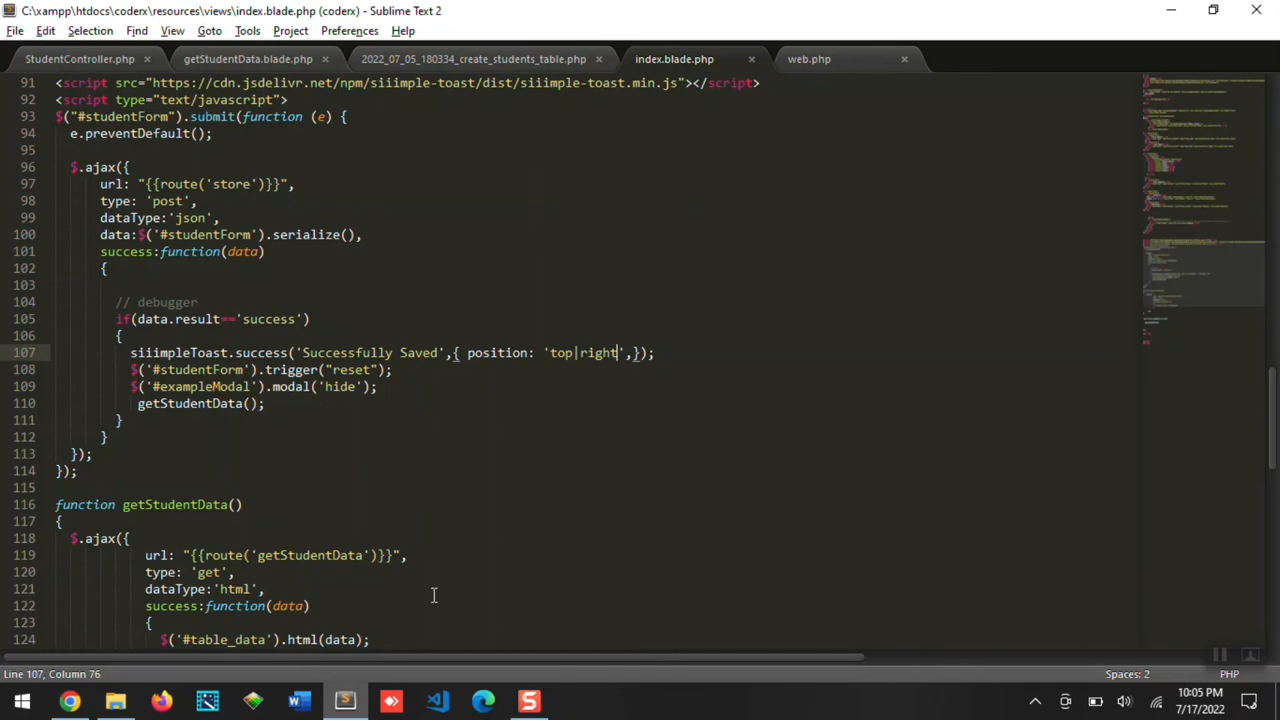 C:\xampp\htdocs\coderx\resources\views\index.blade.php (coderx) - Sublime Text 2
File Edit Selection Find View Goto Tools Project Preferences Help
StudentController.php × getStudentData.blade.php × 2022_07_05_180334_create_students_table.php × index.blade.php × web.php ×
91 <script src="https://cdn.jsdelivr.net/npm/siiimple-toast/dist/siiimple-toast.min.js"></script>
92 <script type="text/javascript">
93 $("#studentForm").submit(function (e) {
94 e.preventDefault();
95
96 $.ajax({
97 url: "{{route('store')}}",
98 type: 'post',
99 dataType:'json',
100 data:$('#studentForm').serialize(),
101 success:function(data)
102 {
103
104 // debugger
105 if(data.result=='success')
106 {
107 siiimpleToast.success('Successfully Saved',{ position: 'top|right',});
108 $('#studentForm').trigger("reset");
109 $('#exampleModal').modal('hide');
110 getStudentData();
111 }
112 }
113 });
114 });
115
116 function getStudentData()
117 {
118 $.ajax({
119 url: "{{route('getStudentData')}}",
120 type: 'get',
121 dataType:'html',
122 success:function(data)
123 {
124 $('#table_data').html(data);
Line 107, Column 76 Spaces: 2 PHP
10:05 PM
7/17/2022